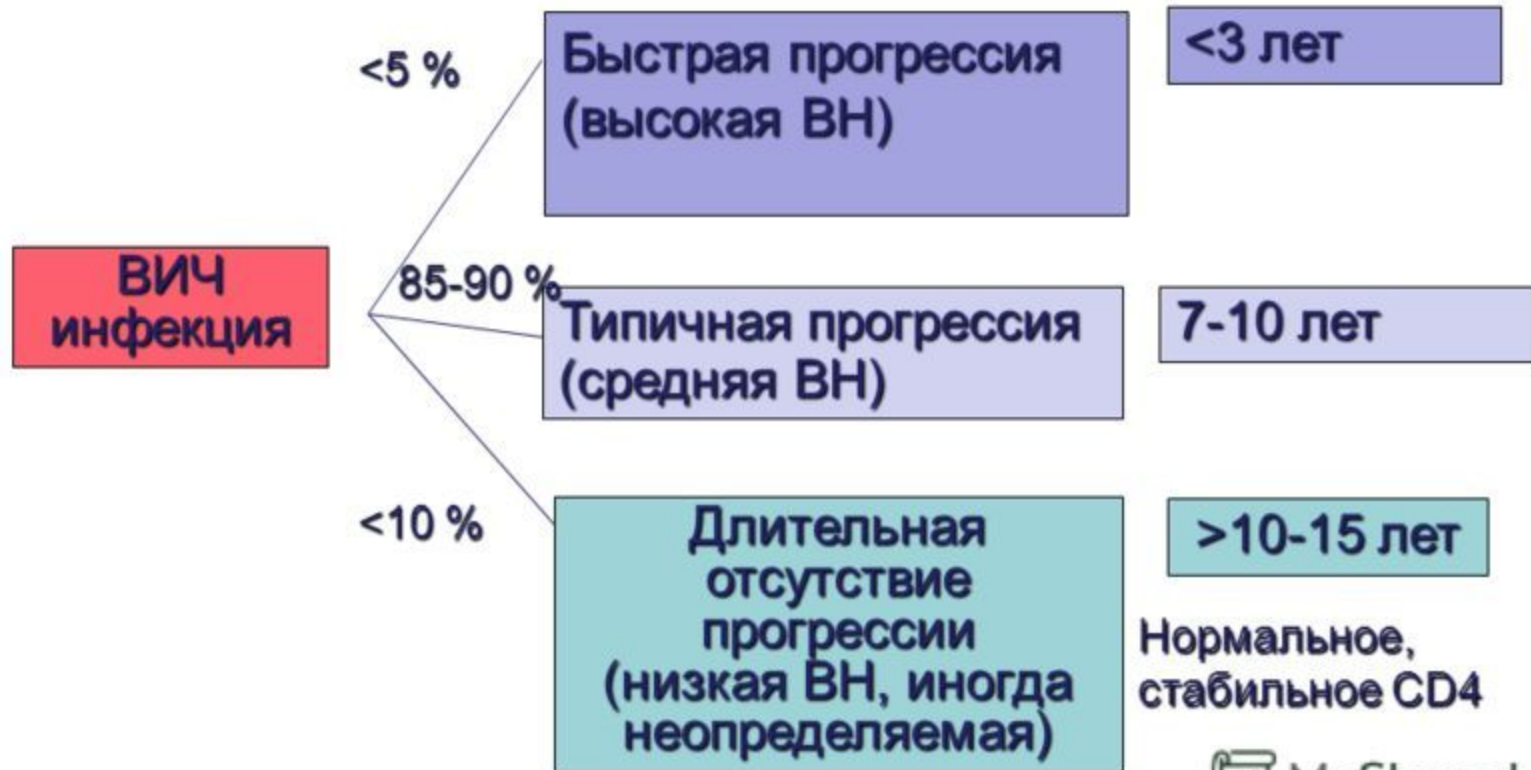 <5 %
Быстрая прогрессия
(высокая ВН)
<3 лет
ВИЧ
инфекция
85-90 %
Типичная прогрессия
(средняя ВН)
7-10 лет
<10 %
Длительная
отсутствие
прогрессии
(низкая ВН, иногда
неопределяемая)
>10-15 лет
Нормальное,
стабильное CD4